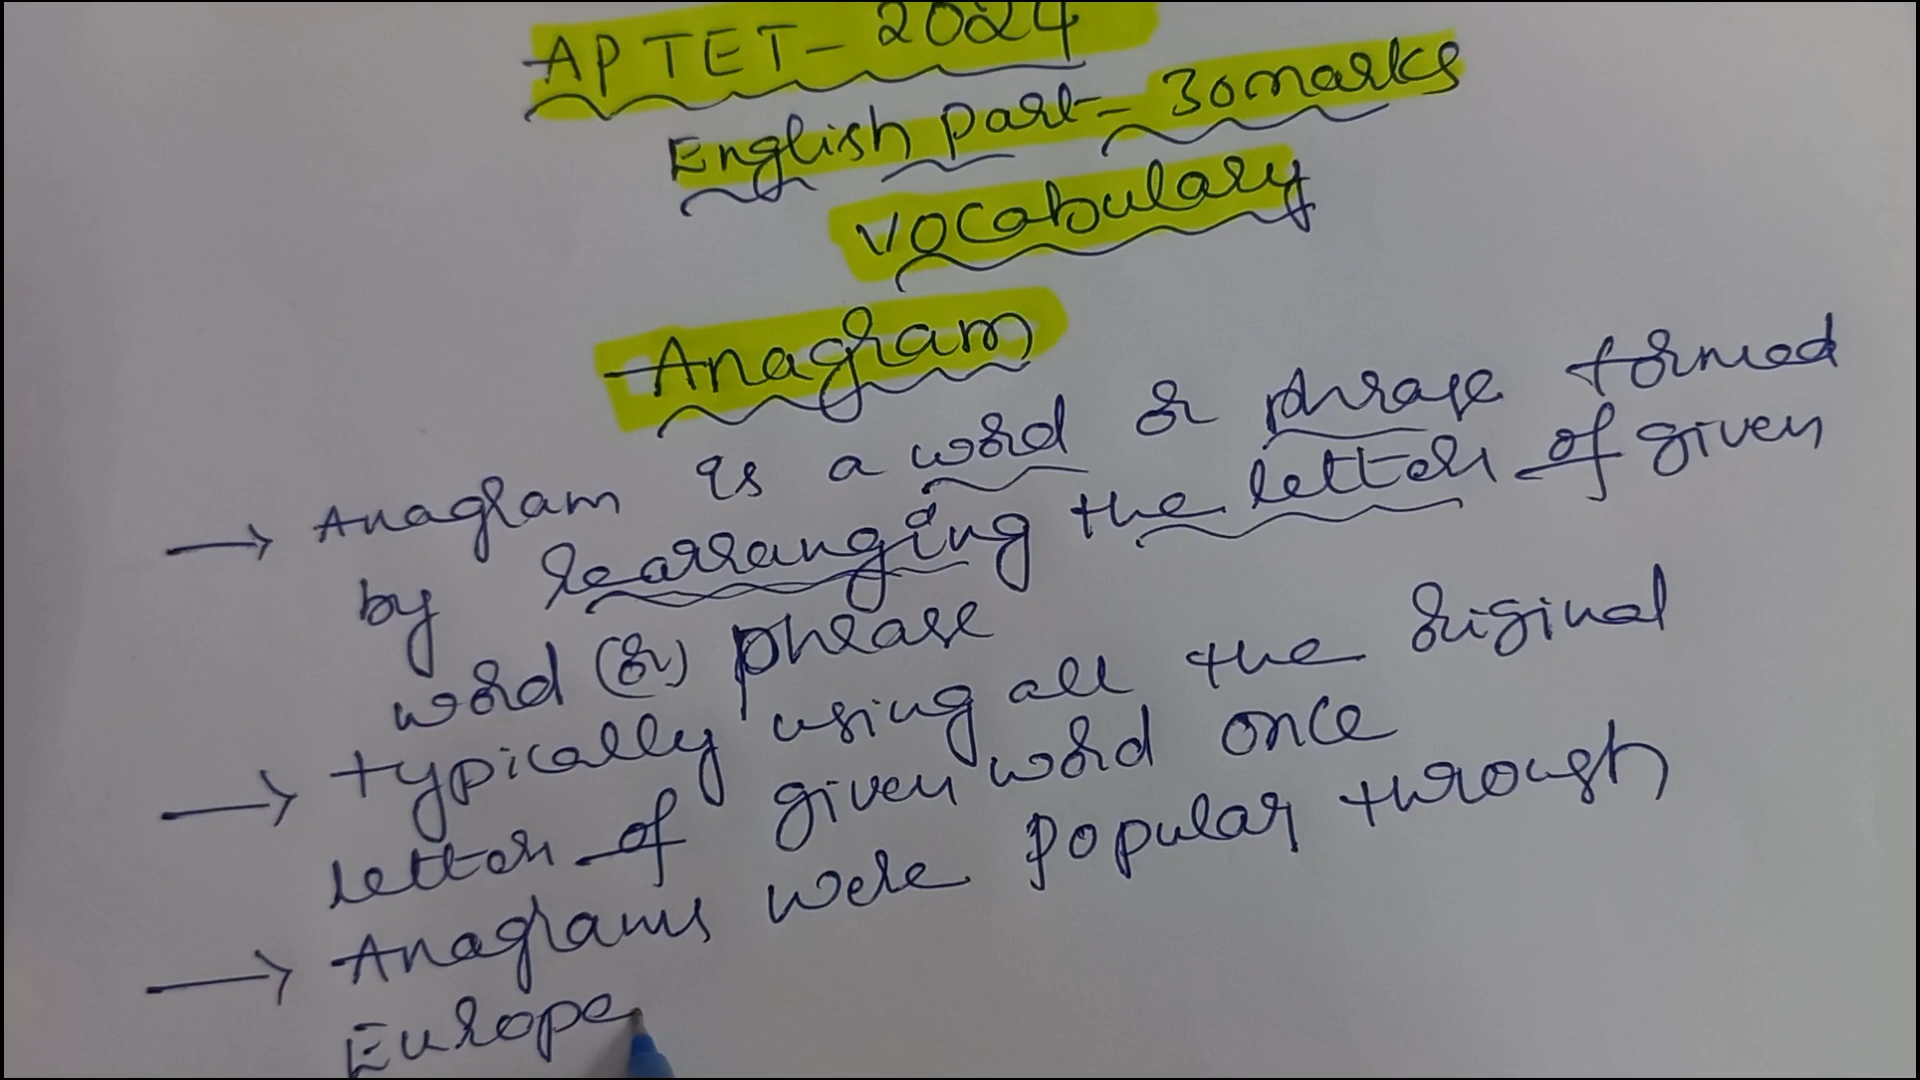 AP TET - 2024
English part - 30marks
vocabulary
Anagram
→ Anagram is a word or phrase formed
by rearranging the letter of given
word (or) phrase
→ typically using all the original
letter of given word once
→ Anagrams were popular through
Europe